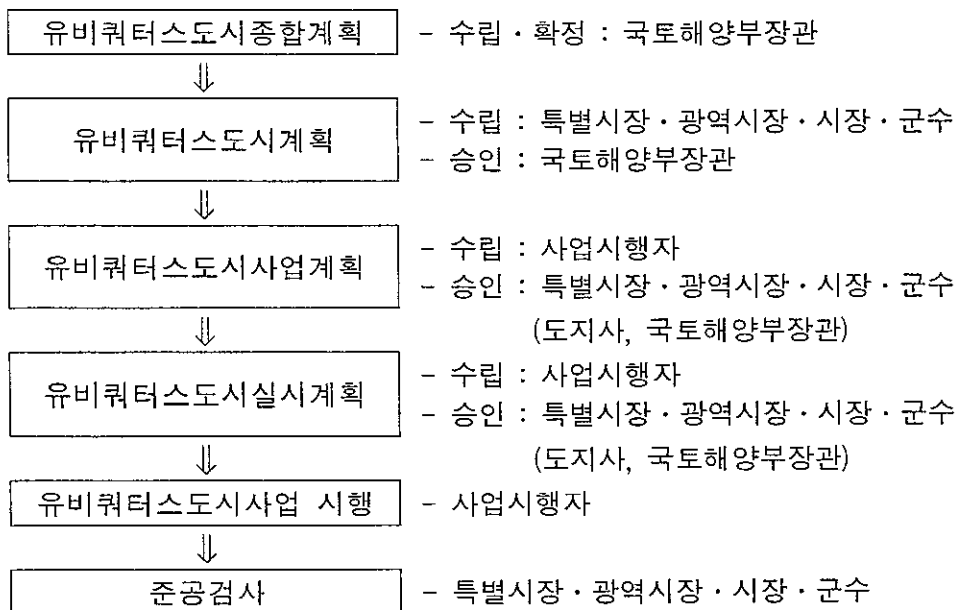 유비쿼터스도시종합계획 - 수립·확정 : 국토해양부장관
⇓
유비쿼터스도시계획
- 수립 : 특별시장·광역시장·시장·군수
- 승인 : 국토해양부장관
⇓
유비쿼터스도시사업계획
- 수립 : 사업시행자
- 승인 : 특별시장·광역시장·시장·군수
(도지사, 국토해양부장관)
⇓
유비쿼터스도시실시계획
- 수립 : 사업시행자
- 승인 : 특별시장·광역시장·시장·군수
(도지사, 국토해양부장관)
⇓
유비쿼터스도시사업 시행 - 사업시행자
⇓
준공검사 - 특별시장·광역시장·시장·군수